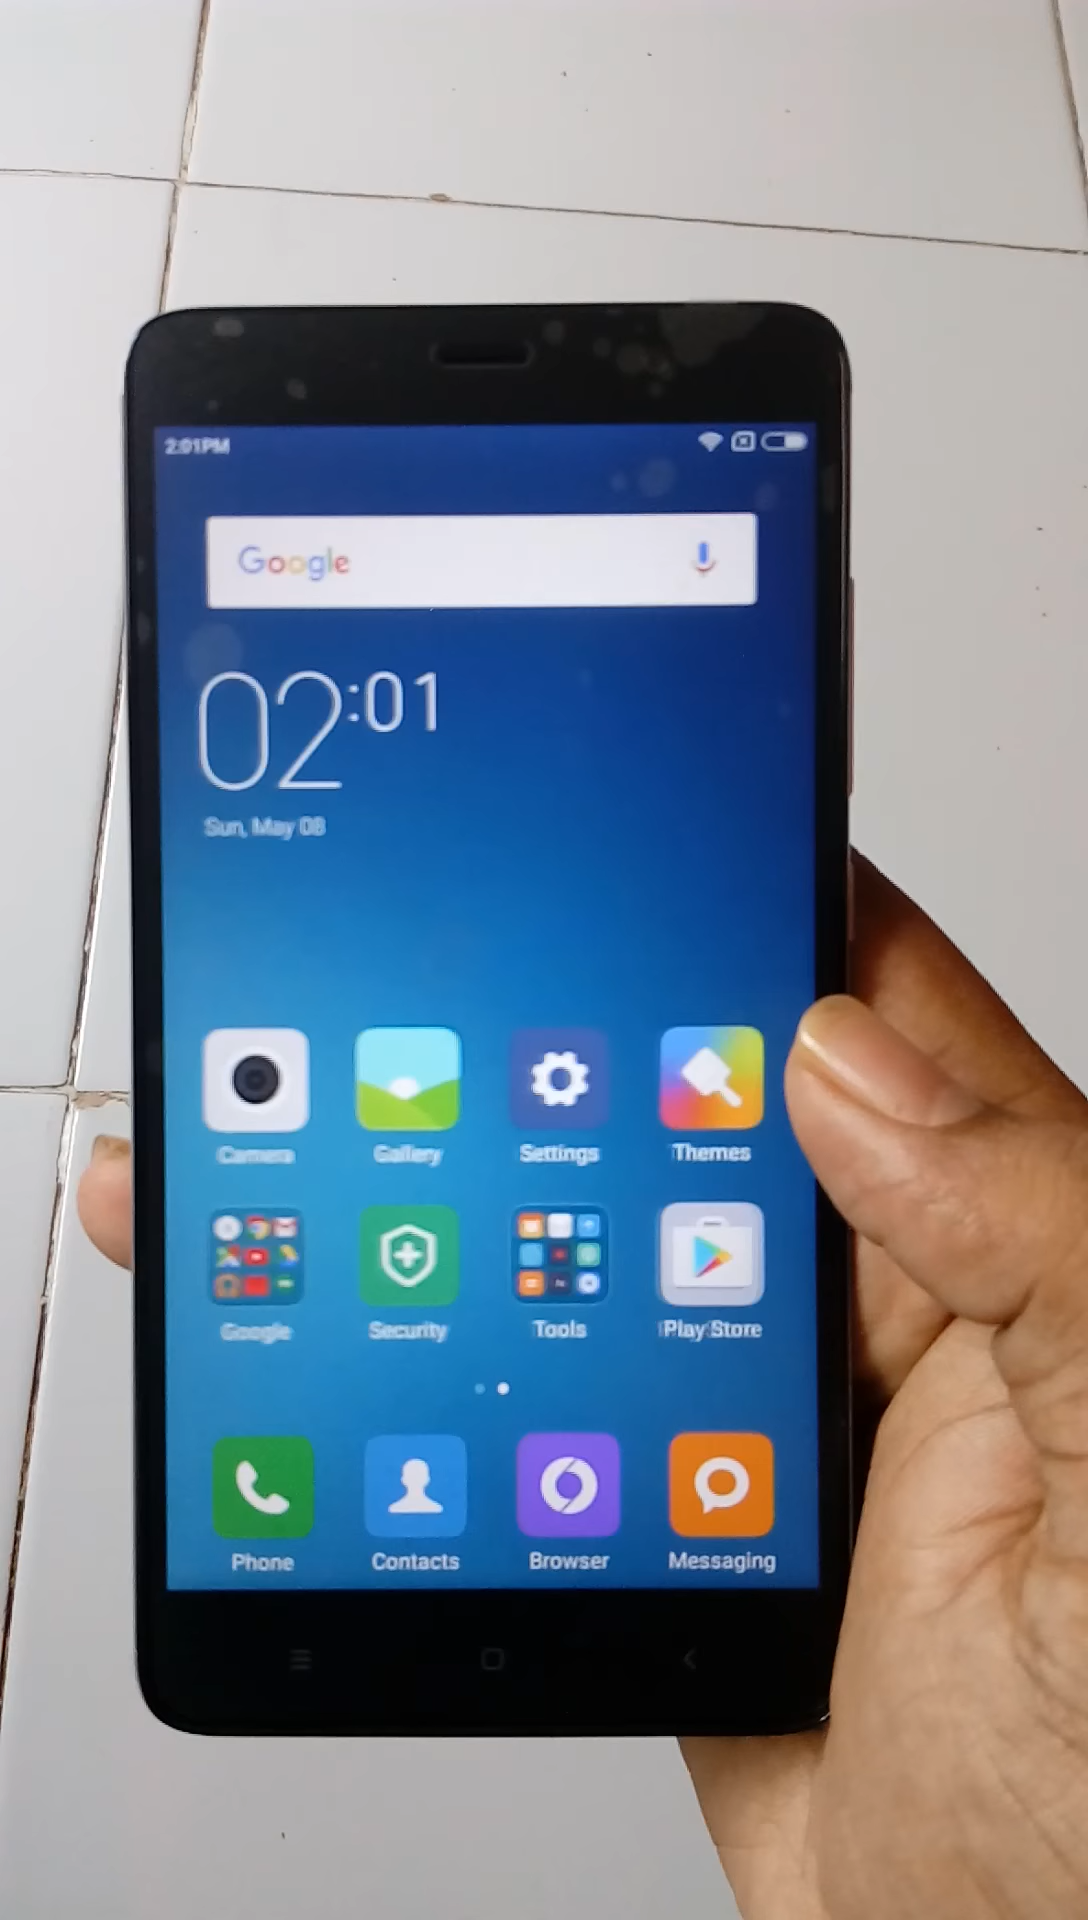 2:01PM
Google
02:01
Sun, May 08
Camera Gallery Settings Themes
Google Security Tools Play Store
Phone Contacts Browser Messaging